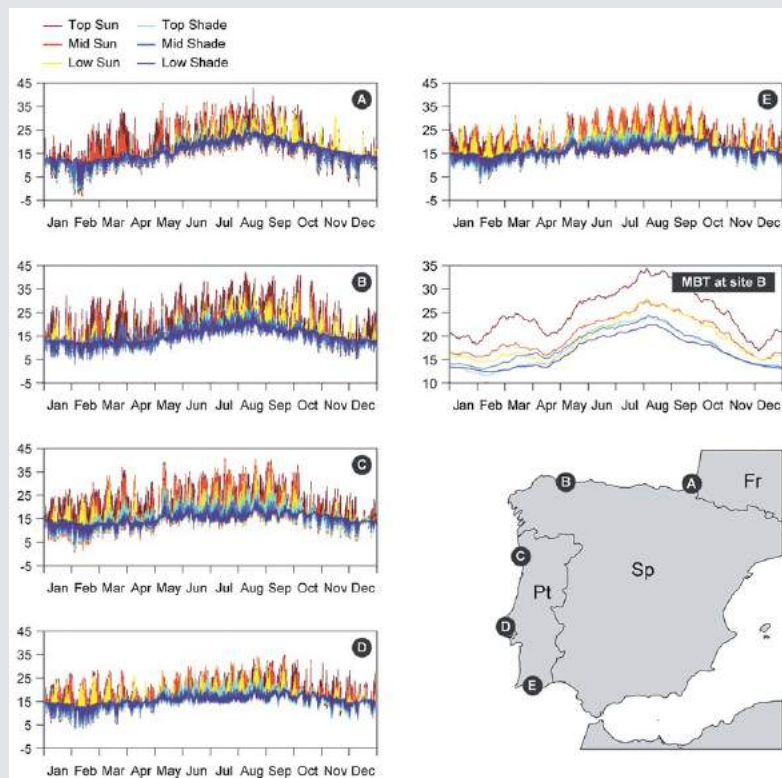 Top Sun Top Shade
Mid Sun Mid Shade
Low Sun Low Shade
45
35
25
15
5
-5
A
Jan Feb Mar Apr May Jun Jul Aug Sep Oct Nov Dec
45
35
25
15
5
-5
E
Jan Feb Mar Apr May Jun Jul Aug Sep Oct Nov Dec
45
35
25
15
5
-5
B
Jan Feb Mar Apr May Jun Jul Aug Sep Oct Nov Dec
35
30
25
20
15
10
MBT at site B
Jan Feb Mar Apr May Jun Jul Aug Sep Oct Nov Dec
45
35
25
15
5
-5
C
Jan Feb Mar Apr May Jun Jul Aug Sep Oct Nov Dec
45
35
25
15
5
-5
D
Jan Feb Mar Apr May Jun Jul Aug Sep Oct Nov Dec
B
A
Fr
C
Sp
Pt
D
E